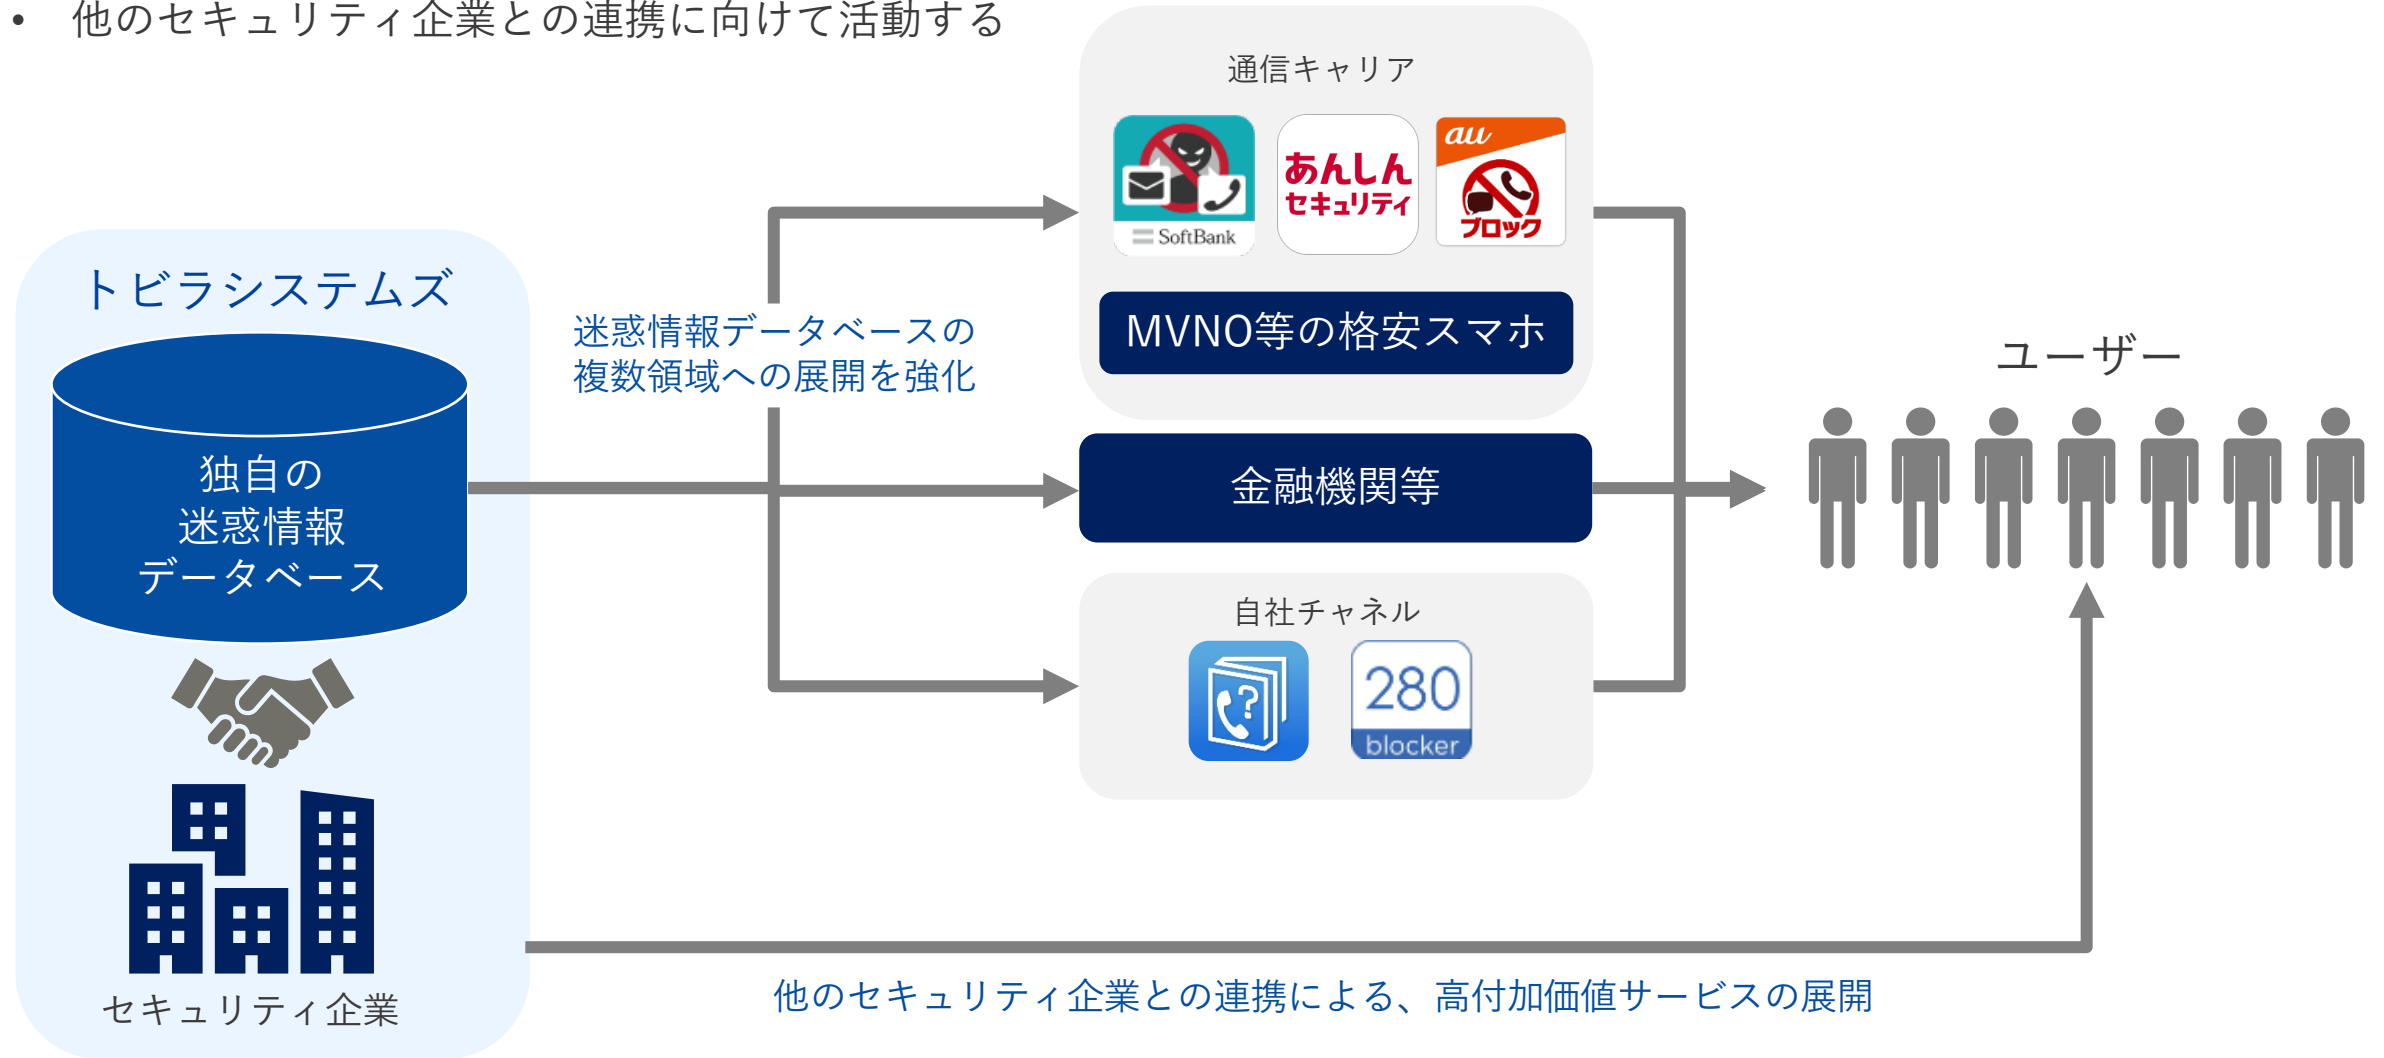 • 他のセキュリティ企業との連携に向けて活動する
通信キャリア
SoftBank
あんしん
セキュリティ
au
ブロック
MVNO等の格安スマホ
トビラシステムズ
独自の
迷惑情報
データベース
セキュリティ企業
迷惑情報データベースの
複数領域への展開を強化
金融機関等
自社チャネル
280
blocker
ユーザー
他のセキュリティ企業との連携による、高付加価値サービスの展開